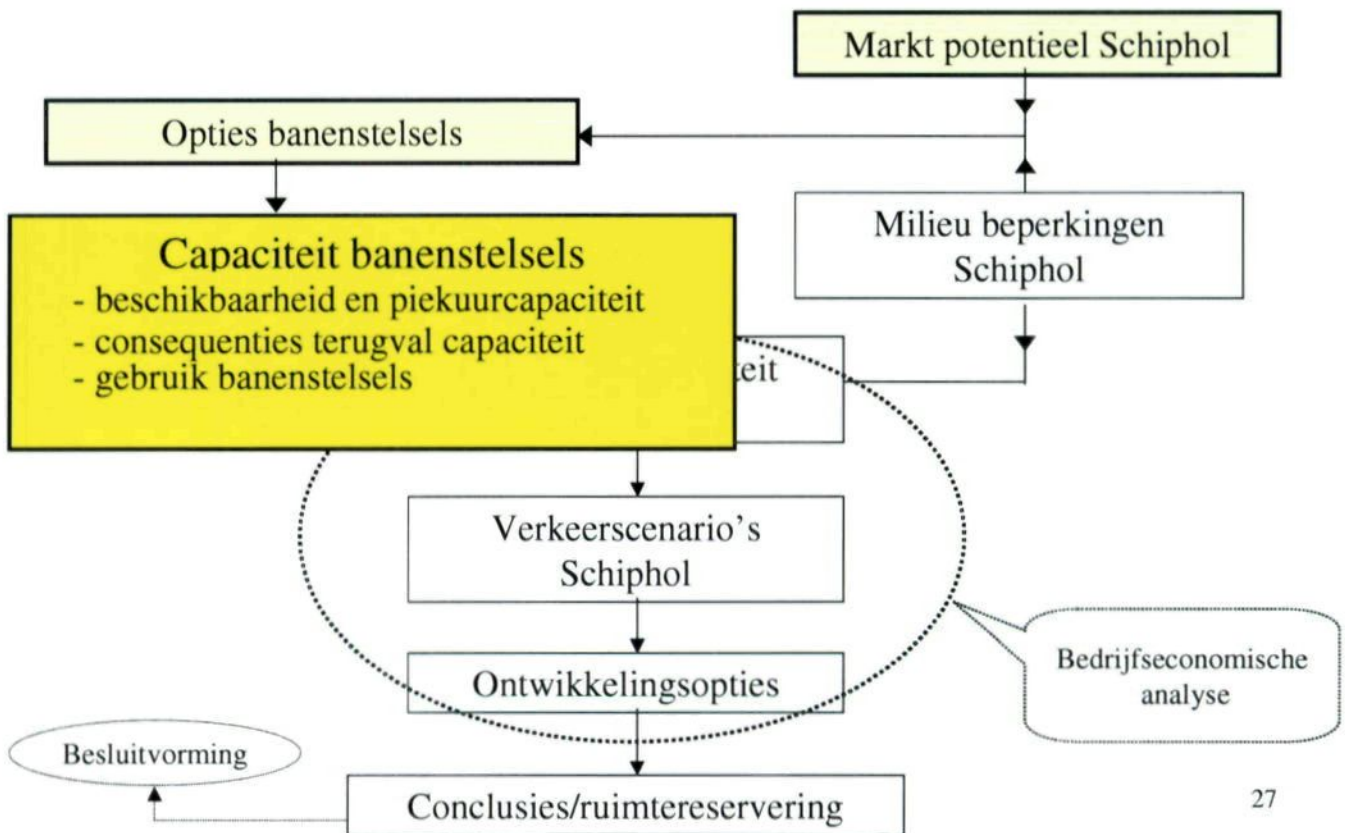 Markt potentieel Schiphol
Opties banenstelsels
Milieu beperkingen
Schiphol
Capaciteit banenstelsels
- beschikbaarheid en piekuurcapaciteit
- consequenties terugval capaciteit
- gebruik banenstelsels
teit
Verkeerscenario's
Schiphol
Ontwikkelingsopties
Bedrijfseconomische
analyse
Besluitvorming
Conclusies/ruimtereservering
27